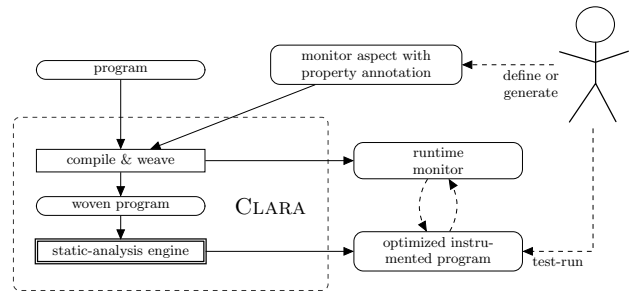 monitor aspect with
property annotation
program
define or
generate
compile & weave
runtime
monitor
woven program
CLARA
static-analysis engine
optimized instru-
mented program
test-run